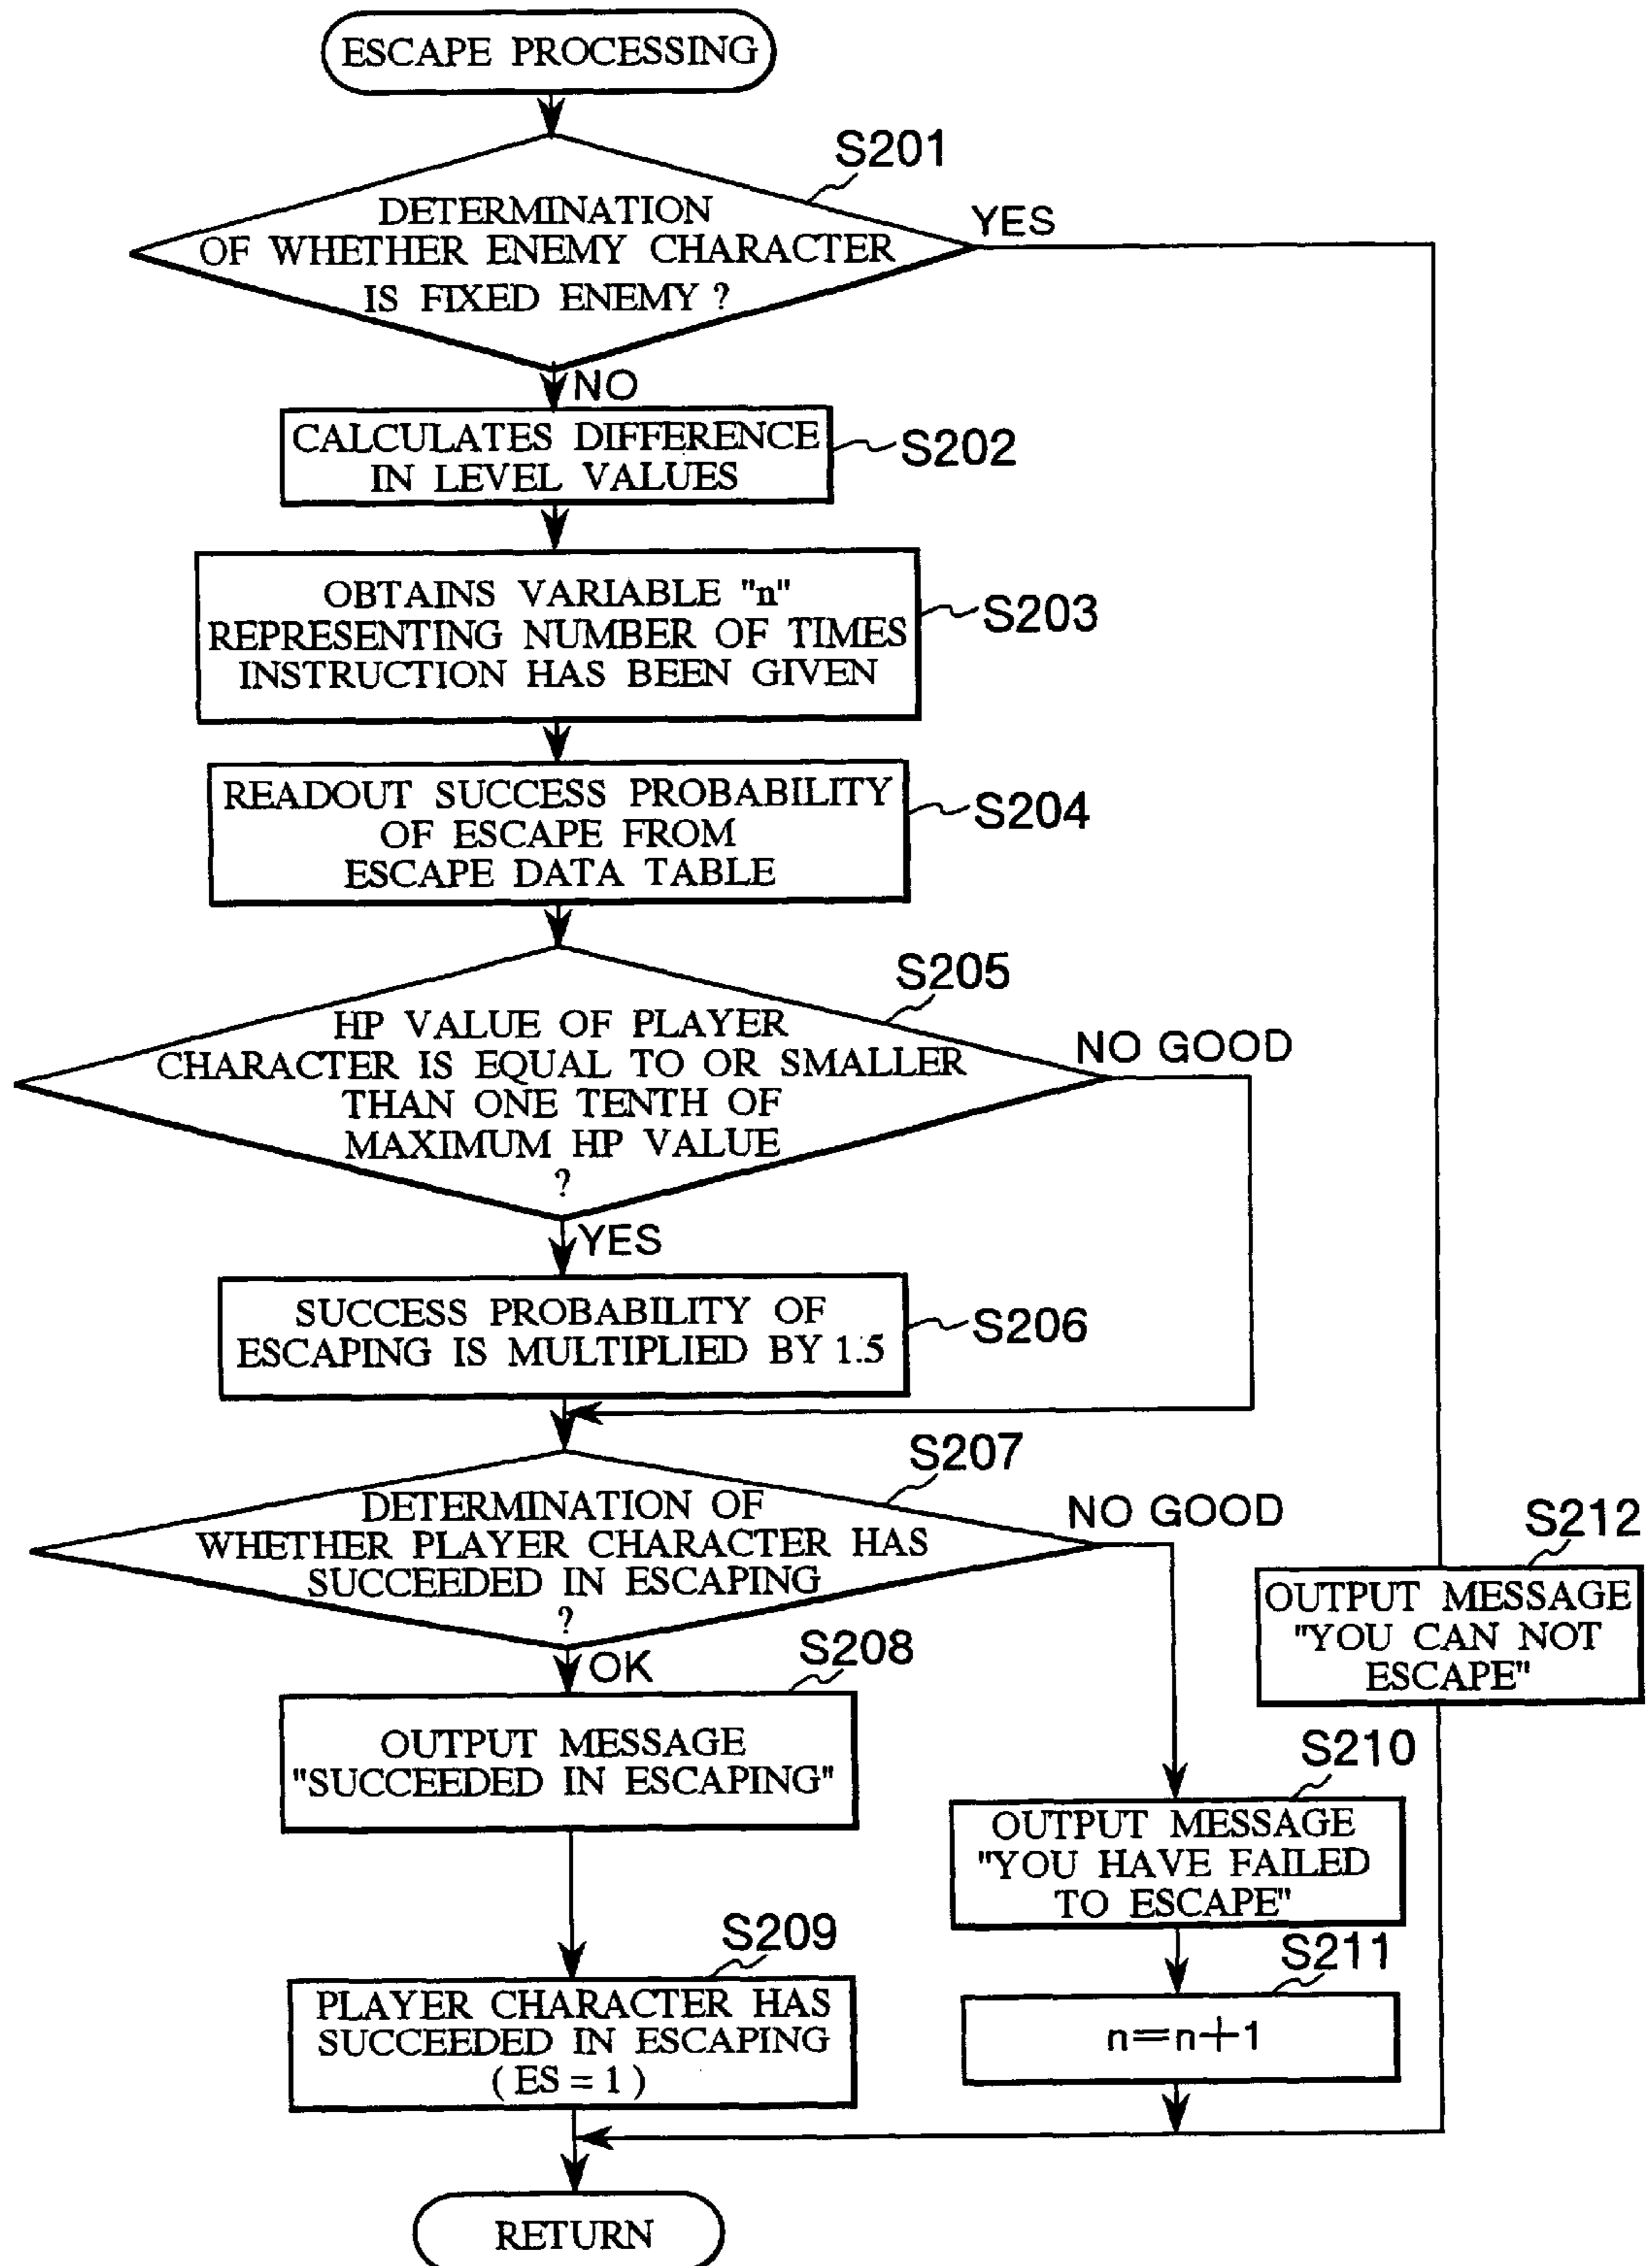 ESCAPE PROCESSING
S201
DETERMINATION
OF WHETHER ENEMY CHARACTER
IS FIXED ENEMY ?
YES
NO
CALCULATES DIFFERENCE
IN LEVEL VALUES
S202
OBTAINS VARIABLE "n"
REPRESENTING NUMBER OF TIMES
INSTRUCTION HAS BEEN GIVEN
S203
READOUT SUCCESS PROBABILITY
OF ESCAPE FROM
ESCAPE DATA TABLE
S204
S205
HP VALUE OF PLAYER
CHARACTER IS EQUAL TO OR SMALLER
THAN ONE TENTH OF
MAXIMUM HP VALUE
?
NO GOOD
YES
SUCCESS PROBABILITY OF
ESCAPING IS MULTIPLIED BY 1.5
S206
S207
DETERMINATION OF
WHETHER PLAYER CHARACTER HAS
SUCCEEDED IN ESCAPING
?
NO GOOD
OK
S208
OUTPUT MESSAGE
"SUCCEEDED IN ESCAPING"
S209
PLAYER CHARACTER HAS
SUCCEEDED IN ESCAPING
( ES = 1 )
S210
OUTPUT MESSAGE
"YOU HAVE FAILED
TO ESCAPE"
S211
n=n+1
S212
OUTPUT MESSAGE
"YOU CAN NOT
ESCAPE"
RETURN